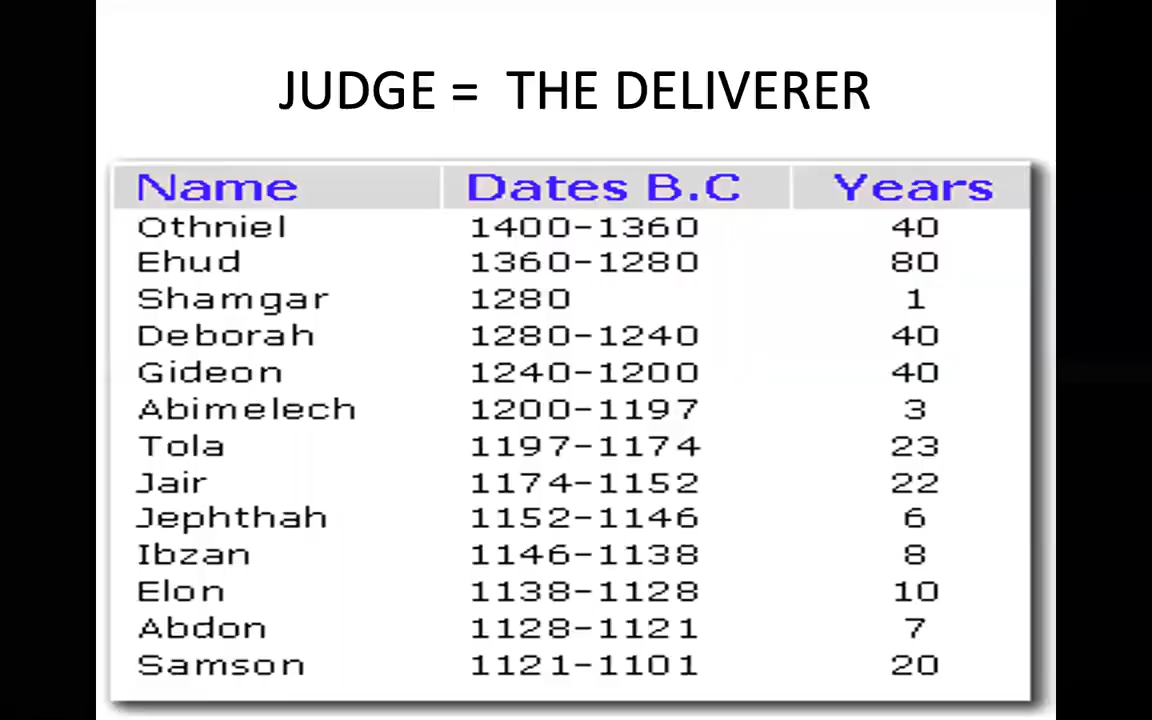 JUDGE = THE DELIVERER
Name Dates B.C Years
Othniel 1400-1360 40
Ehud 1360-1280 80
Shamgar 1280 1
Deborah 1280-1240 40
Gideon 1240-1200 40
Abimelech 1200-1197 3
Tola 1197-1174 23
Jair 1174-1152 22
Jephthah 1152-1146 6
Ibzan 1146-1138 8
Elon 1138-1128 10
Abdon 1128-1121 7
Samson 1121-1101 20